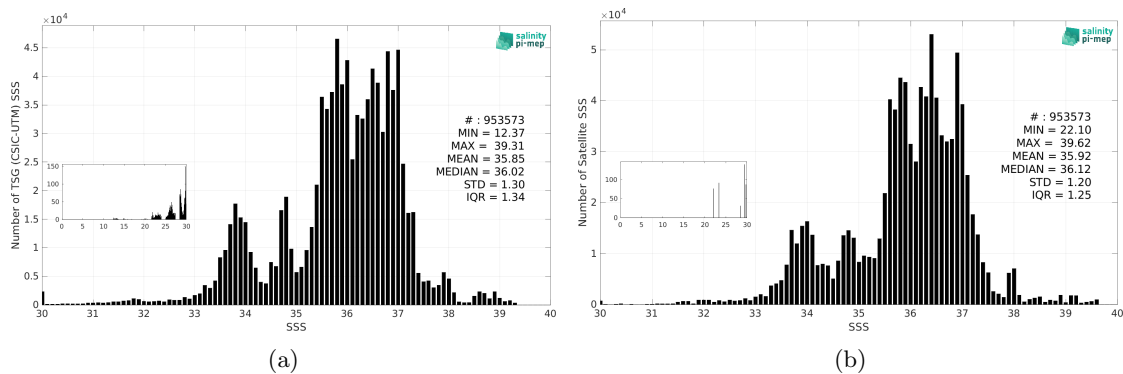 ×10⁴
salinity
pi-mep
Number of TSG (CSIC-UTM) SSS
4.5
4
3.5
3
2.5
2
1.5
1
0.5
0
# : 953573
MIN = 12.37
MAX = 39.31
MEAN = 35.85
MEDIAN = 36.02
STD = 1.30
IQR = 1.34
150
100
50
0
0 5 10 15 20 25 30
30 31 32 33 34 35 36 37 38 39 40
SSS
(a)
×10⁴
salinity
pi-mep
Number of Satellite SSS
5
4
3
2
1
0
# : 953573
MIN = 22.10
MAX = 39.62
MEAN = 35.92
MEDIAN = 36.12
STD = 1.20
IQR = 1.25
100
50
0
0 5 10 15 20 25 30
30 31 32 33 34 35 36 37 38 39 40
SSS
(b)